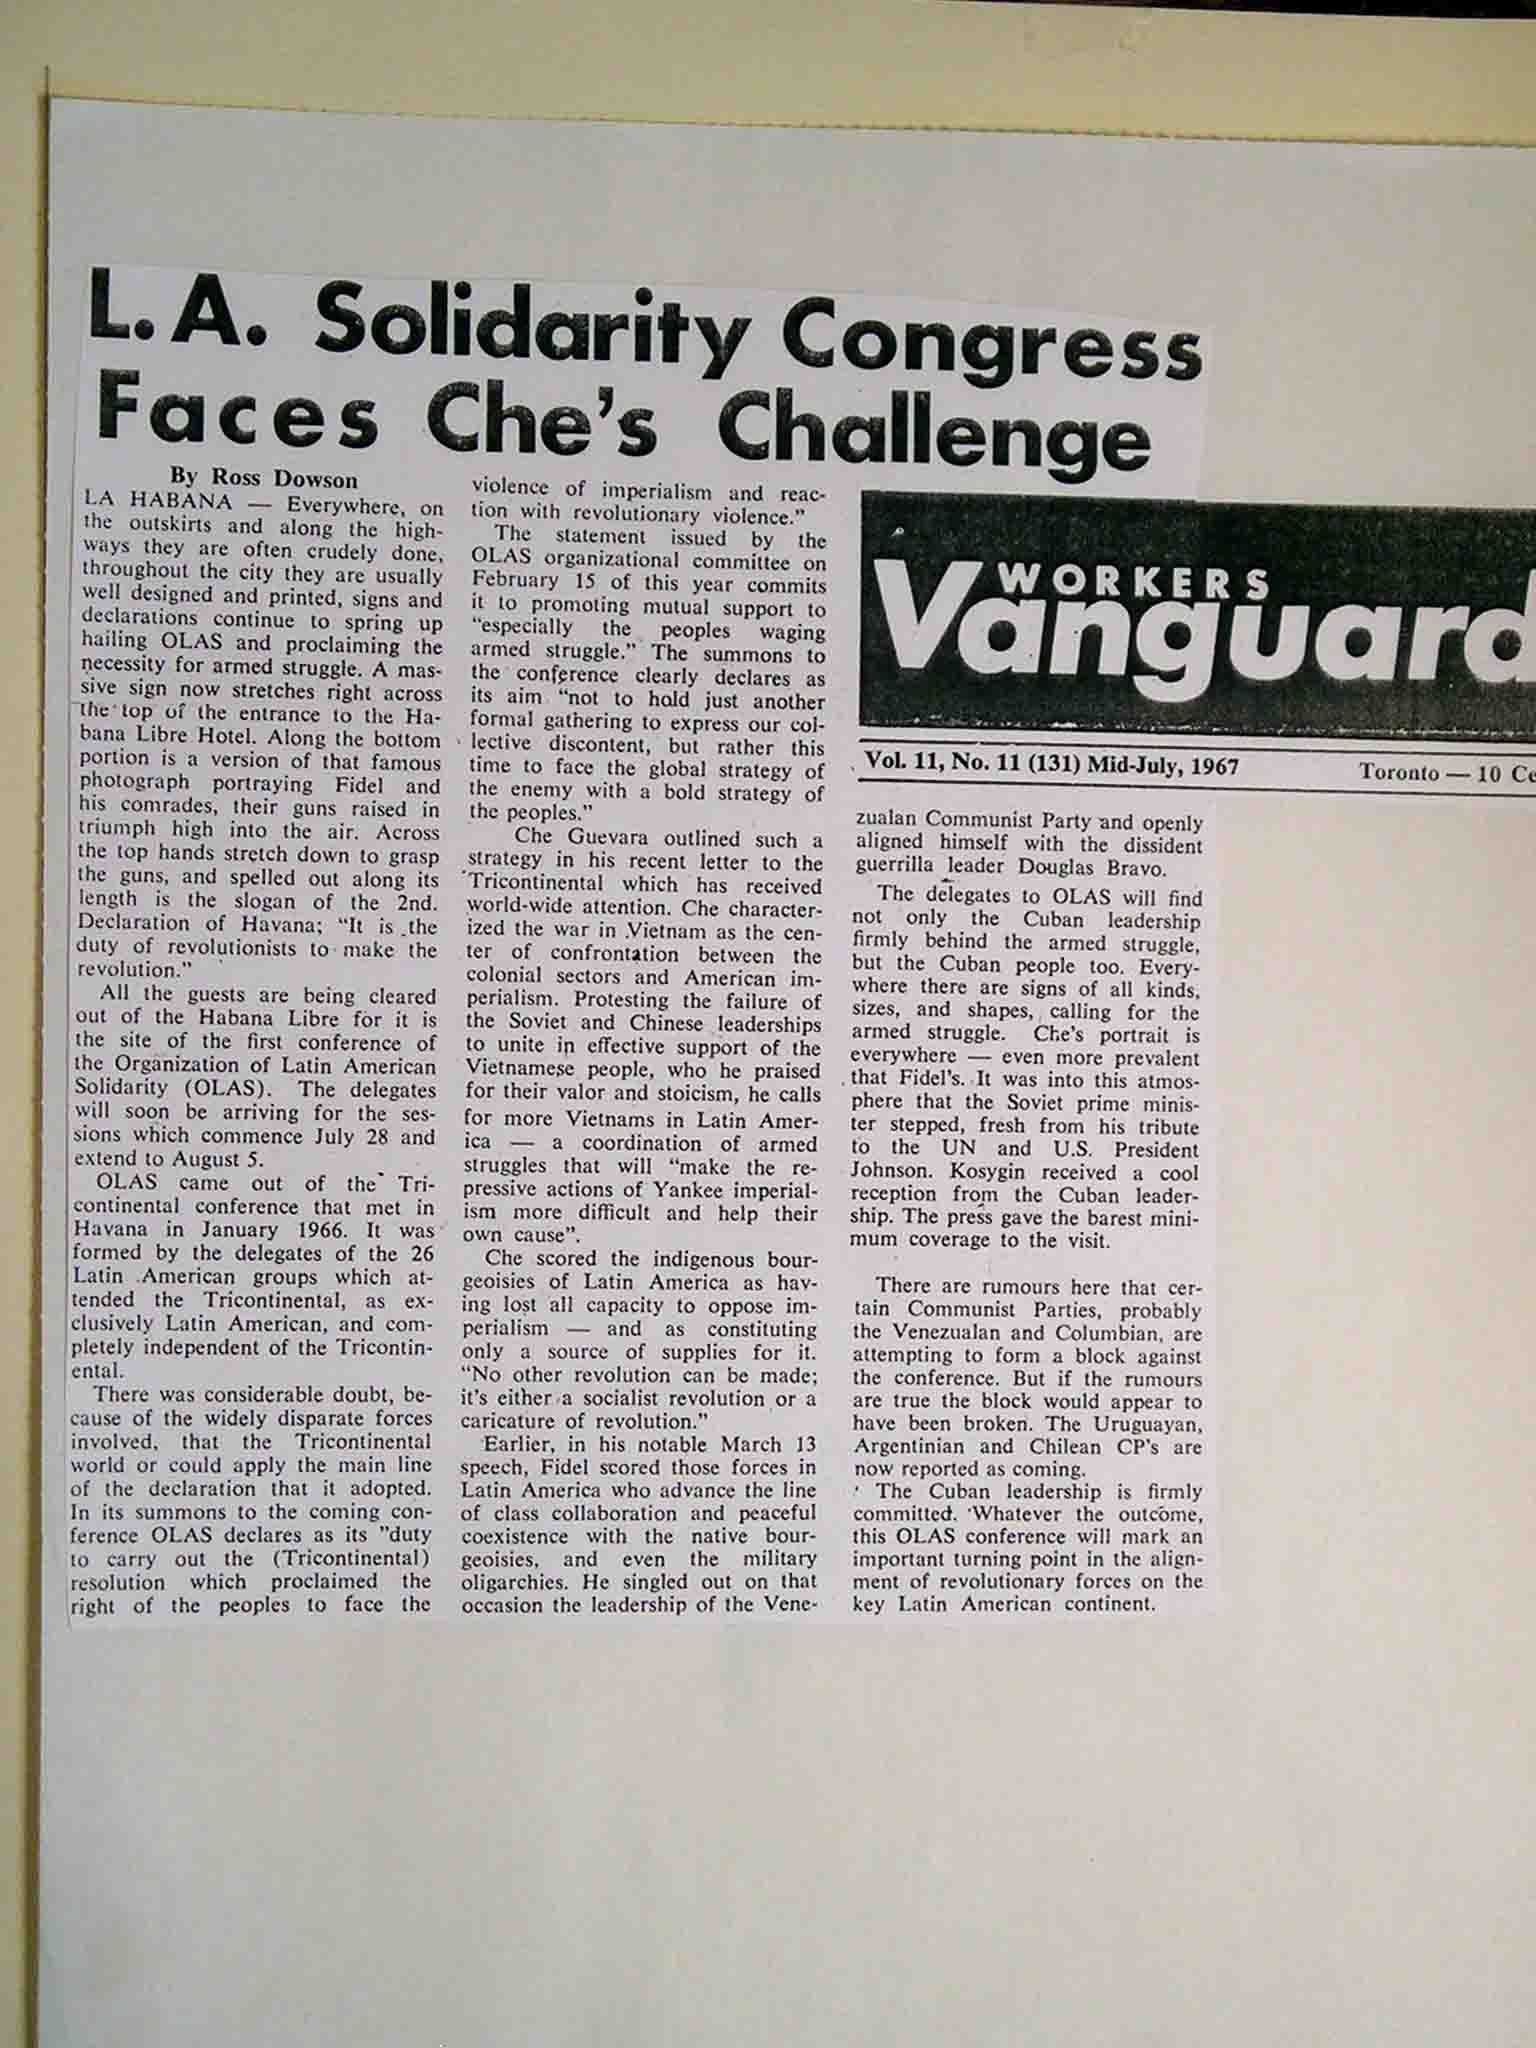 L. A. Solidarity Congress
Faces Che's Challenge
By Ross Dowson
LA HABANA — Everywhere, on
the outskirts and along the high-
ways they are often crudely done,
throughout the city they are usually
well designed and printed, signs and
declarations continue to spring up
hailing OLAS and proclaiming the
necessity for armed struggle. A mas-
sive sign now stretches right across
the top of the entrance to the Ha-
bana Libre Hotel. Along the bottom
portion is a version of that famous
photograph portraying Fidel and
his comrades, their guns raised in
triumph high into the air. Across
the top hands stretch down to grasp
the guns, and spelled out along its
length is the slogan of the 2nd.
Declaration of Havana; “It is the
duty of revolutionists to make the
revolution.”
All the guests are being cleared
out of the Habana Libre for it is
the site of the first conference of
the Organization of Latin American
Solidarity (OLAS). The delegates
will soon be arriving for the ses-
sions which commence July 28 and
extend to August 5.
OLAS came out of the Tri-
continental conference that met in
Havana in January 1966. It was
formed by the delegates of the 26
Latin American groups which at-
tended the Tricontinental, as ex-
clusively Latin American, and com-
pletely independent of the Tricontin-
ental.
There was considerable doubt, be-
cause of the widely disparate forces
involved, that the Tricontinental
world or could apply the main line
of the declaration that it adopted.
In its summons to the coming con-
ference OLAS declares as its ”duty
to carry out the (Tricontinental)
resolution which proclaimed the
right of the peoples to face the
violence of imperialism and reac-
tion with revolutionary violence.”
The statement issued by the
OLAS organizational committee on
February 15 of this year commits
it to promoting mutual support to
“especially the peoples waging
armed struggle.” The summons to
the conference clearly declares as
its aim “not to hold just another
formal gathering to express our col-
lective discontent, but rather this
time to face the global strategy of
the enemy with a bold strategy of
the peoples.”
Che Guevara outlined such a
strategy in his recent letter to the
Tricontinental which has received
world-wide attention. Che character-
ized the war in Vietnam as the cen-
ter of confrontation between the
colonial sectors and American im-
perialism. Protesting the failure of
the Soviet and Chinese leaderships
to unite in effective support of the
Vietnamese people, who he praised
for their valor and stoicism, he calls
for more Vietnams in Latin Amer-
ica — a coordination of armed
struggles that will “make the re-
pressive actions of Yankee imperial-
ism more difficult and help their
own cause”.
Che scored the indigenous bour-
geoisies of Latin America as hav-
ing lost all capacity to oppose im-
perialism — and as constituting
only a source of supplies for it.
“No other revolution can be made;
it's either a socialist revolution or a
caricature of revolution.”
Earlier, in his notable March 13
speech, Fidel scored those forces in
Latin America who advance the line
of class collaboration and peaceful
coexistence with the native bour-
geoisies, and even the military
oligarchies. He singled out on that
occasion the leadership of the Vene-
WORKERS
Vanguard
Vol. 11, No. 11 (131) Mid-July, 1967 Toronto — 10 Ce
zualan Communist Party and openly
aligned himself with the dissident
guerrilla leader Douglas Bravo.
The delegates to OLAS will find
not only the Cuban leadership
firmly behind the armed struggle,
but the Cuban people too. Every-
where there are signs of all kinds,
sizes, and shapes, calling for the
armed struggle. Che's portrait is
everywhere — even more prevalent
that Fidel's. It was into this atmos-
phere that the Soviet prime minis-
ter stepped, fresh from his tribute
to the UN and U.S. President
Johnson. Kosygin received a cool
reception from the Cuban leader-
ship. The press gave the barest mini-
mum coverage to the visit.
There are rumours here that cer-
tain Communist Parties, probably
the Venezualan and Columbian, are
attempting to form a block against
the conference. But if the rumours
are true the block would appear to
have been broken. The Uruguayan,
Argentinian and Chilean CP's are
now reported as coming.
The Cuban leadership is firmly
committed. Whatever the outcome,
this OLAS conference will mark an
important turning point in the align-
ment of revolutionary forces on the
key Latin American continent.